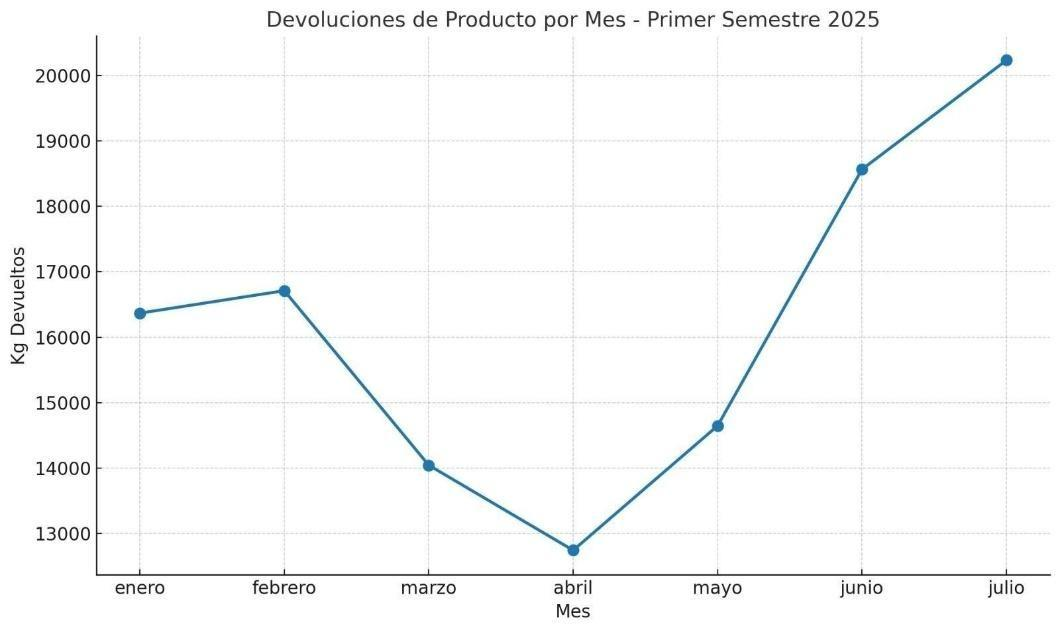 Devoluciones de Producto por Mes - Primer Semestre 2025
20000
19000
18000
17000
16000
15000
14000
13000
Kg Devueltos
enero febrero marzo abril mayo junio julio
Mes